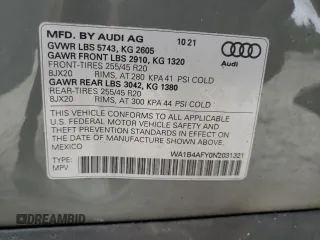 MFD. BY AUDI AG 10 21
GVWR LBS 5743, KG 2605
GAWR FRONT LBS 2910, KG 1320
FRONT-TIRES 255/45 R20
8JX20 RIMS, AT 280 KPA 41 PSI COLD
GAWR REAR LBS 3042, KG 1380
REAR-TIRES 255/45 R20
8JX20 RIMS, AT 300 KPA 44 PSI COLD
Audi
THIS VEHICLE CONFORMS TO ALL APPLICABLE
U.S. FEDERAL MOTOR VEHICLE SAFETY STANDARDS
IN EFFECT ON THE DATE OF MANUFACTURE
SHOWN ABOVE.
MEXICO
WA1B4AFY0N2031321
TYPE:
MPV
DREAMBID